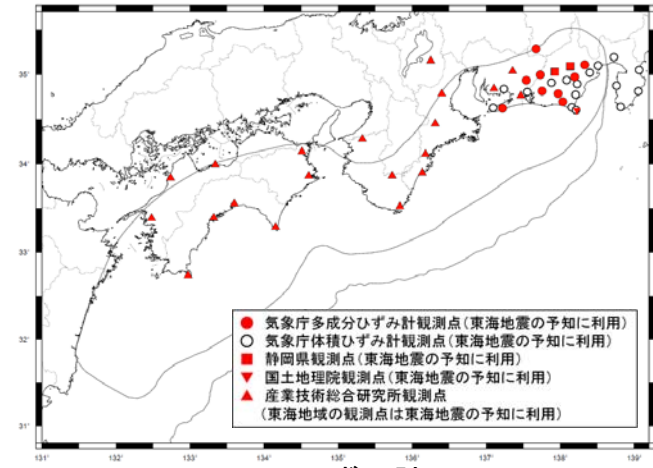 35°
34°
33°
32°
31°
131°
132°
133°
134°
135°
136°
137°
138°
139°
気象庁多成分ひずみ計観測点(東海地震の予知に利用)
気象庁体積ひずみ計観測点(東海地震の予知に利用)
静岡県観測点(東海地震の予知に利用)
国土地理院観測点(東海地震の予知に利用)
産業技術総合研究所観測点
(東海地域の観測点は東海地震の予知に利用)